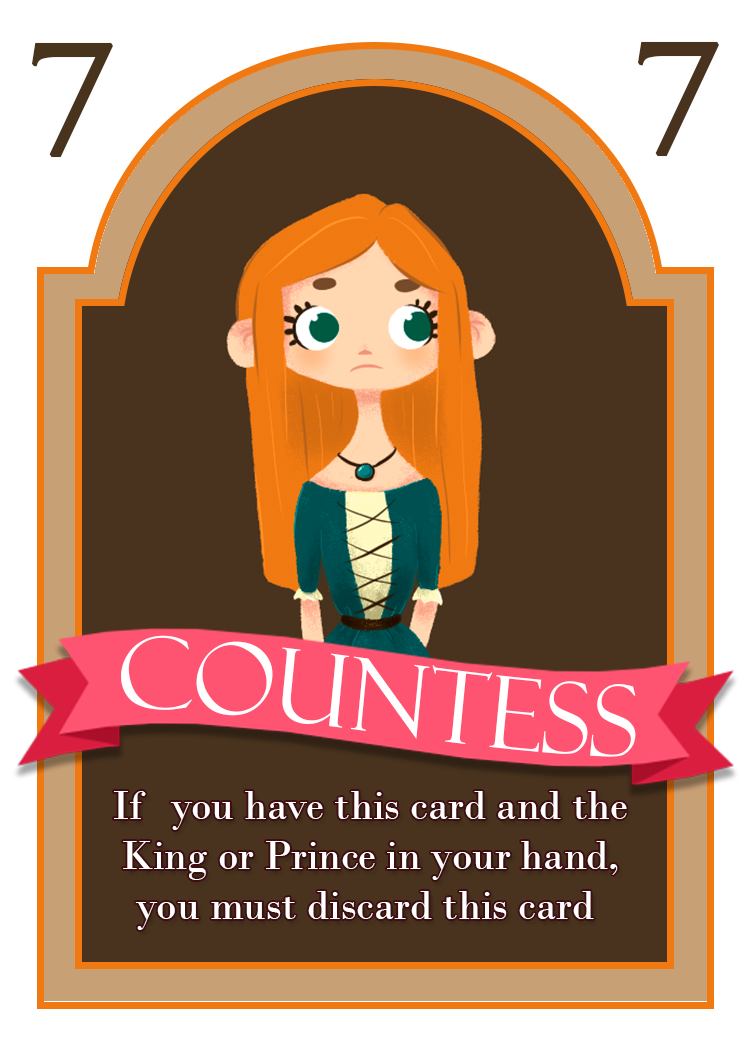 7 7
COUNTESS
If you have this card and the
King or Prince in your hand,
you must discard this card